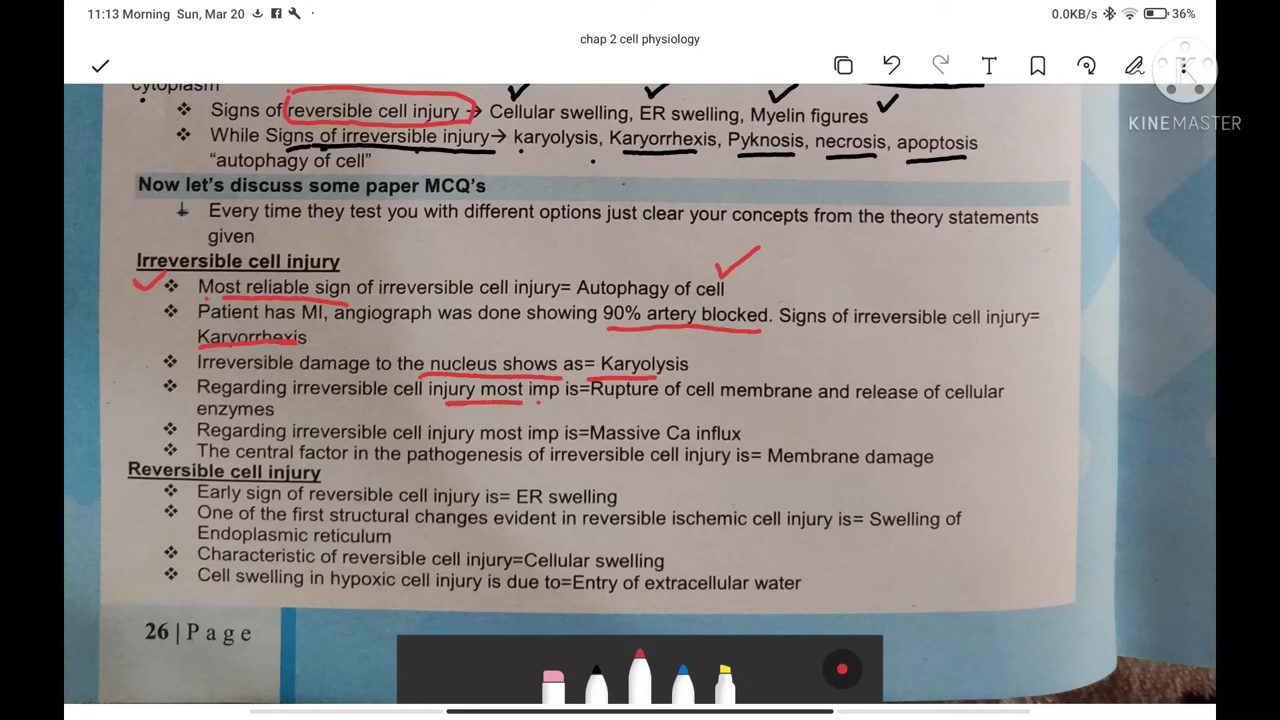 11:13 Morning Sun, Mar 20
0.0KB/s 36%
chap 2 cell physiology
KINEMASTER
cytoplasm
❖ Signs of reversible cell injury → Cellular swelling, ER swelling, Myelin figures
❖ While Signs of irreversible injury→ karyolysis, Karyorrhexis, Pyknosis, necrosis, apoptosis
"autophagy of cell"
Now let's discuss some paper MCQ's
Every time they test you with different options just clear your concepts from the theory statements
given
Irreversible cell injury
❖ Most reliable sign of irreversible cell injury= Autophagy of cell
❖ Patient has MI, angiograph was done showing 90% artery blocked. Signs of irreversible cell injury=
Karyorrhexis
❖ Irreversible damage to the nucleus shows as= Karyolysis
❖ Regarding irreversible cell injury most imp is=Rupture of cell membrane and release of cellular
enzymes
❖ Regarding irreversible cell injury most imp is=Massive Ca influx
❖ The central factor in the pathogenesis of irreversible cell injury is= Membrane damage
Reversible cell injury
❖ Early sign of reversible cell injury is= ER swelling
❖ One of the first structural changes evident in reversible ischemic cell injury is= Swelling of
Endoplasmic reticulum
❖ Characteristic of reversible cell injury=Cellular swelling
❖ Cell swelling in hypoxic cell injury is due to=Entry of extracellular water
26 | P a g e